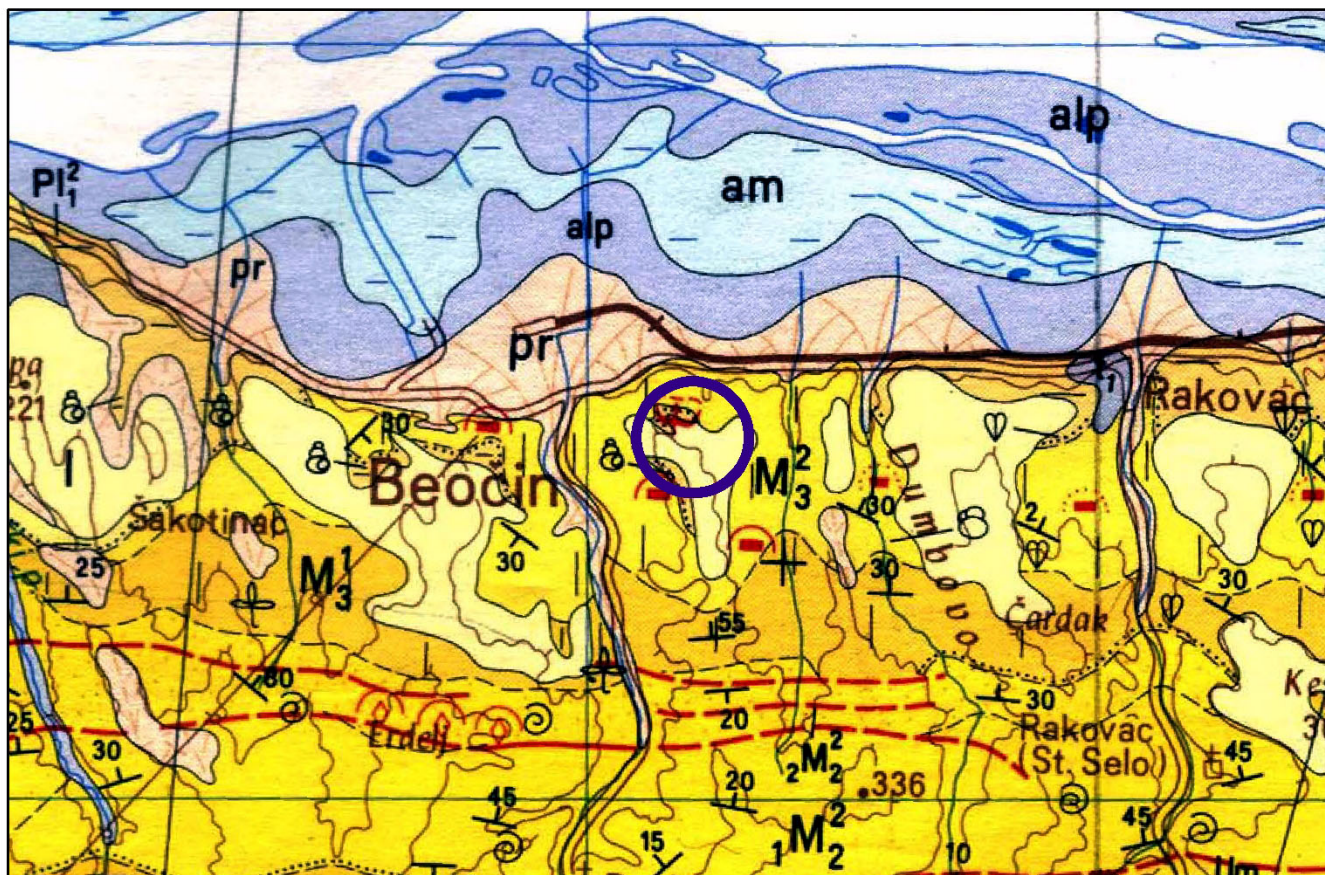 alp
am
Pl₁²
alp
pr
pr
1
Rakovac
221
30
Beočin
M₃²
Dumbovo
30
2
30
l
Šakotinac
25
M₃¹
30
30
Čardak
55
80
30
20
Erdelj
Rakovac
(St. Selo)
25
30
₂M₂²
45
20
.336
45
₁M₂²
45
15
10